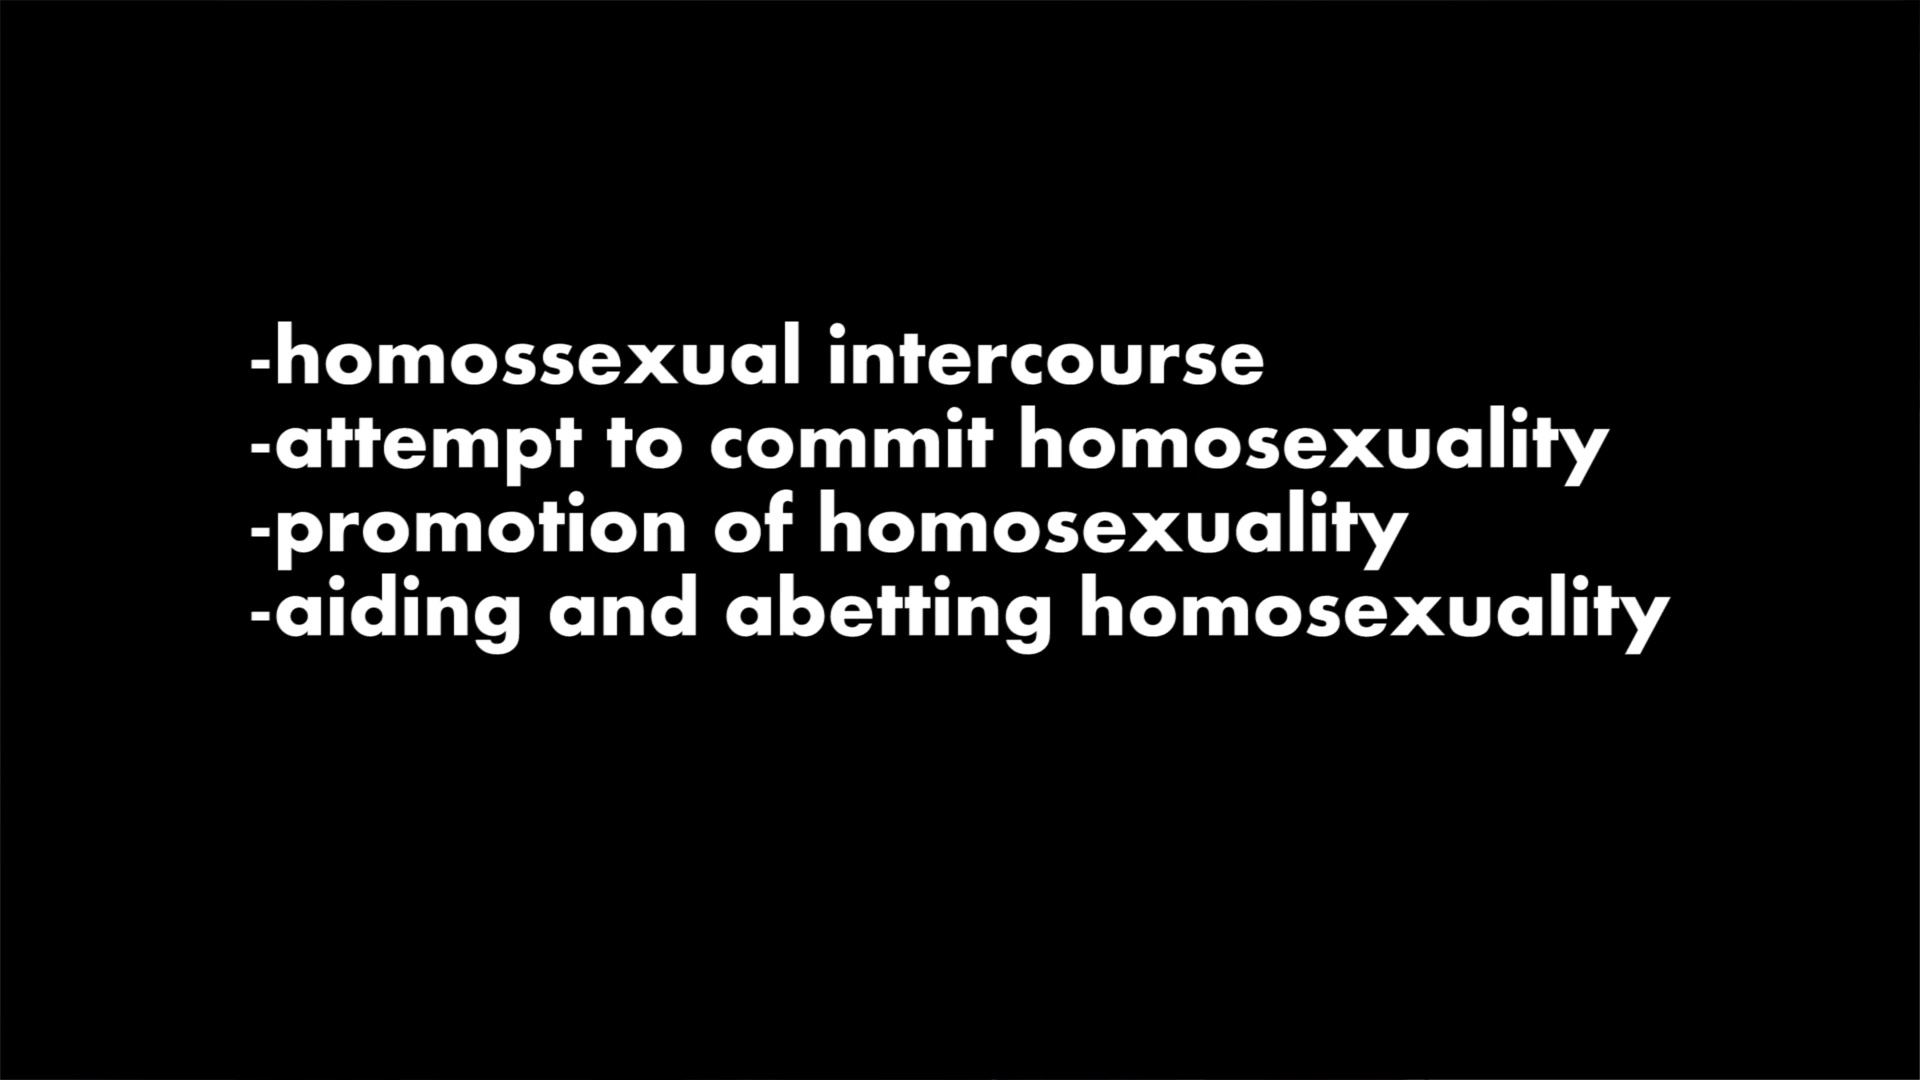 -homossexual intercourse
-attempt to commit homosexuality
-promotion of homosexuality
-aiding and abetting homosexuality